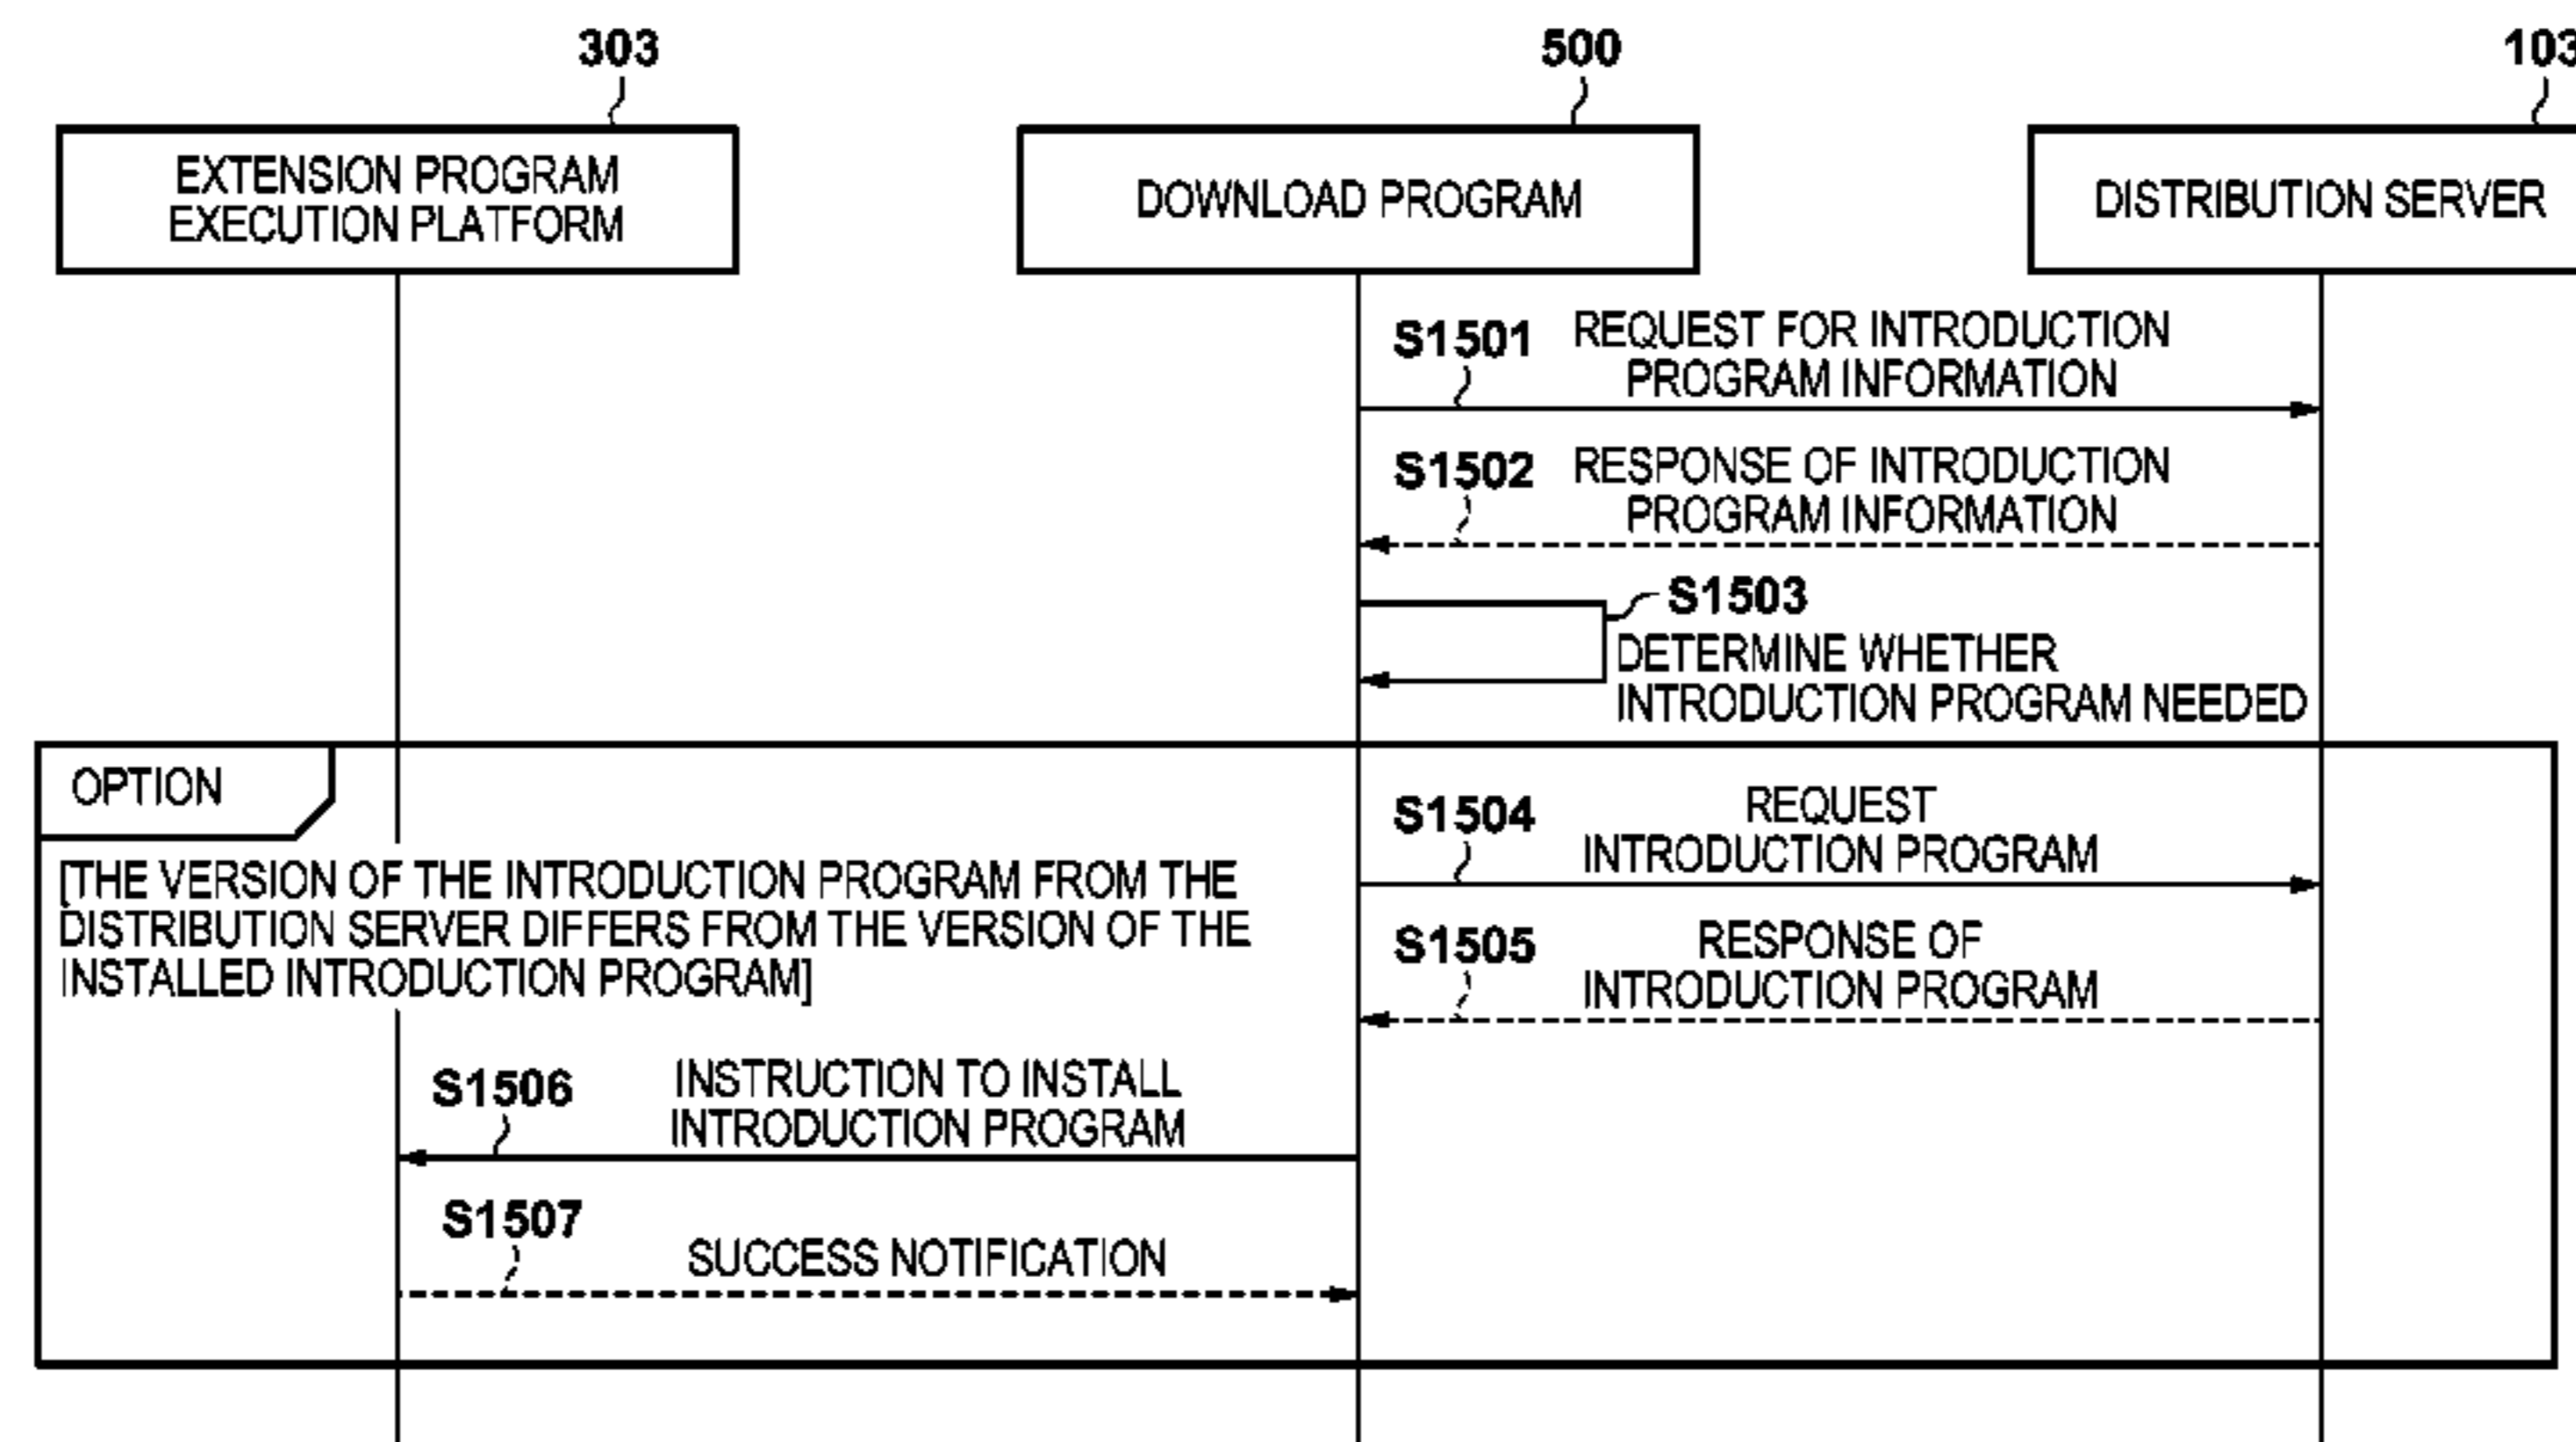 303
500
103
EXTENSION PROGRAM
EXECUTION PLATFORM
DOWNLOAD PROGRAM
DISTRIBUTION SERVER
S1501
REQUEST FOR INTRODUCTION
PROGRAM INFORMATION
S1502
RESPONSE OF INTRODUCTION
PROGRAM INFORMATION
S1503
DETERMINE WHETHER
INTRODUCTION PROGRAM NEEDED
OPTION
[THE VERSION OF THE INTRODUCTION PROGRAM FROM THE
DISTRIBUTION SERVER DIFFERS FROM THE VERSION OF THE
INSTALLED INTRODUCTION PROGRAM]
S1504
REQUEST
INTRODUCTION PROGRAM
S1505
RESPONSE OF
INTRODUCTION PROGRAM
S1506
INSTRUCTION TO INSTALL
INTRODUCTION PROGRAM
S1507
SUCCESS NOTIFICATION